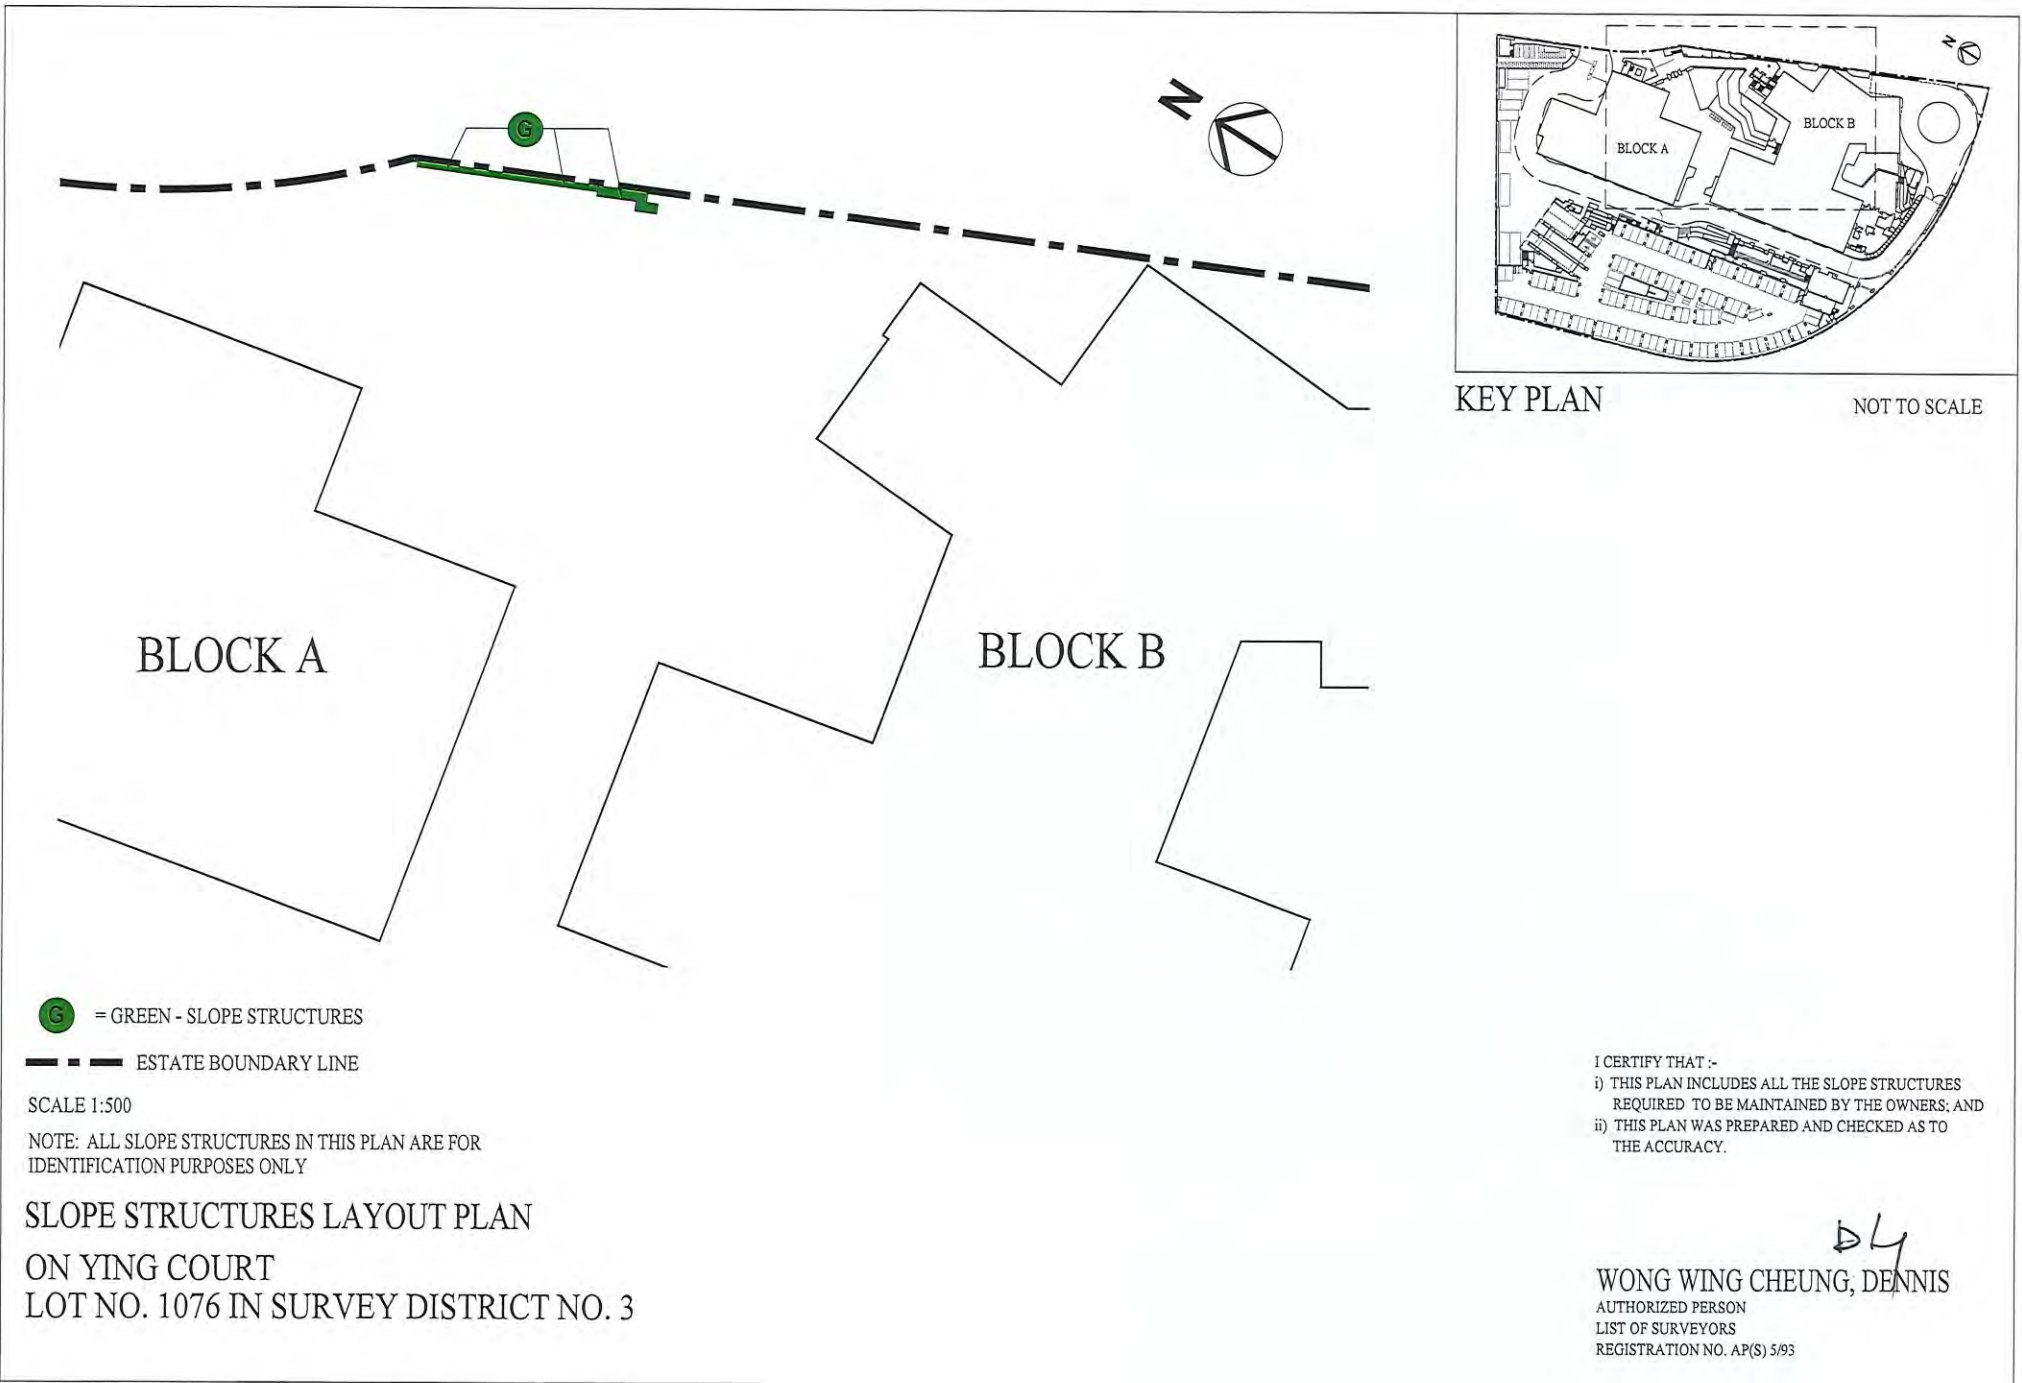 G
N
N
BLOCK A
BLOCK B
KEY PLAN
NOT TO SCALE
BLOCK A
BLOCK B
G = GREEN - SLOPE STRUCTURES
ESTATE BOUNDARY LINE
SCALE 1:500
NOTE: ALL SLOPE STRUCTURES IN THIS PLAN ARE FOR
IDENTIFICATION PURPOSES ONLY
SLOPE STRUCTURES LAYOUT PLAN
ON YING COURT
LOT NO. 1076 IN SURVEY DISTRICT NO. 3
I CERTIFY THAT :-
i) THIS PLAN INCLUDES ALL THE SLOPE STRUCTURES
REQUIRED TO BE MAINTAINED BY THE OWNERS; AND
ii) THIS PLAN WAS PREPARED AND CHECKED AS TO
THE ACCURACY.
WONG WING CHEUNG, DENNIS
AUTHORIZED PERSON
LIST OF SURVEYORS
REGISTRATION NO. AP(S) 5/93